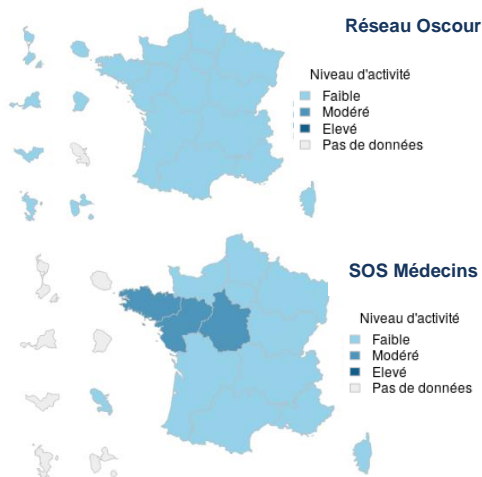 Réseau Oscour
Niveau d'activité
Faible
Modéré
Elevé
Pas de données
SOS Médecins
Niveau d'activité
Faible
Modéré
Elevé
Pas de données